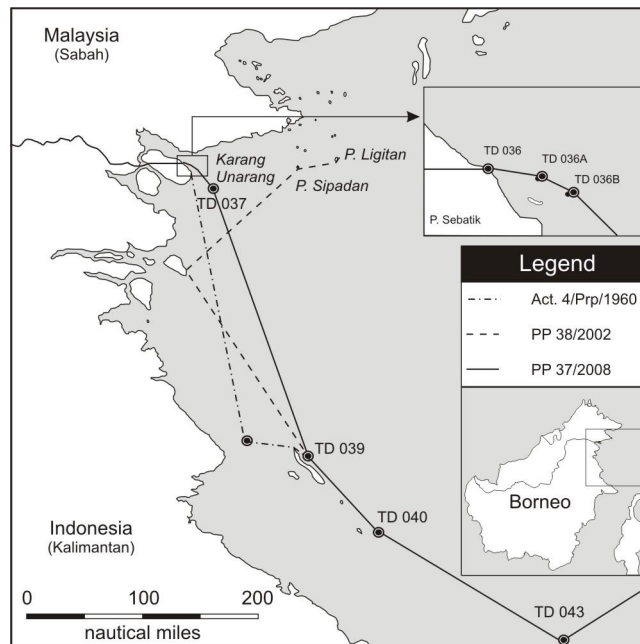 Malaysia
(Sabah)
Karang
Unarang
P. Ligitan
P. Sipadan
TD 037
TD 036
TD 036A
TD 036B
P. Sebatik
Legend
Act. 4/Prp/1960
PP 38/2002
PP 37/2008
TD 039
TD 040
Borneo
Indonesia
(Kalimantan)
TD 043
0 100 200
nautical miles